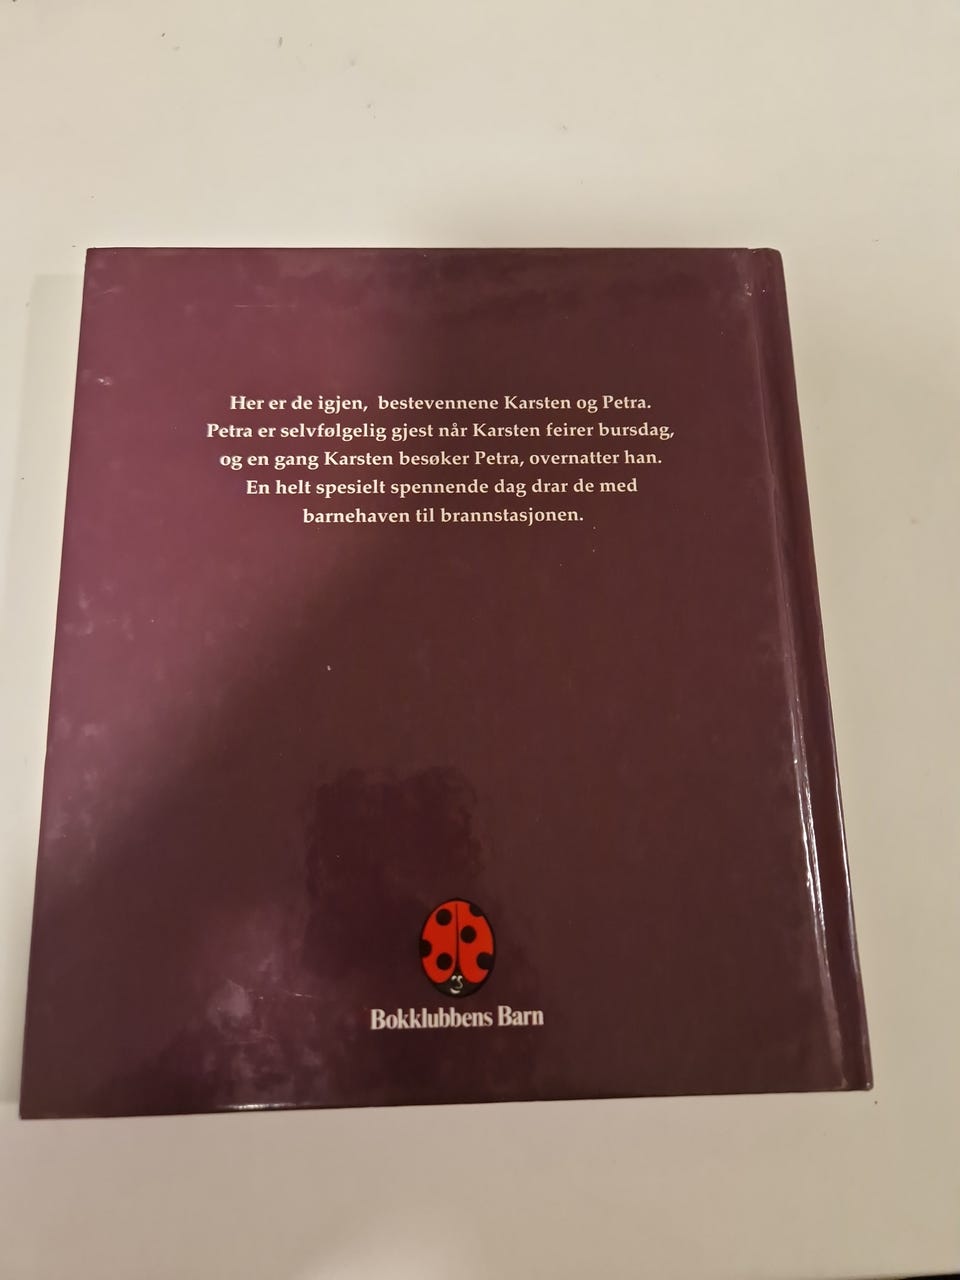 Her er de igjen,  bestevennene Karsten og Petra.
Petra er selvfølgelig gjest når Karsten feirer bursdag,
og en gang Karsten besøker Petra, overnatter han.
En helt spesielt spennende dag drar de med
barnehaven til brannstasjonen.
Bokklubbens Barn